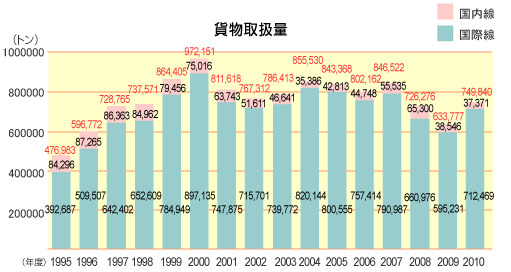 国内線
国際線
貨物取扱量
(トン)
1000000
800000
600000
400000
200000
476,983 596,772 728,765 737,571 864,405 972,151 811,618 767,312 786,413 855,530 843,368 802,162 846,522 726,276 633,777 749,840
84,296 87,265 86,363 84,962 79,456 75,016 63,743 51,611 46,641 35,386 42,813 44,748 55,535 65,300 38,546 37,371
392,687 509,507 642,402 652,609 784,949 897,135 747,875 715,701 739,772 820,144 800,555 757,414 790,987 660,976 595,231 712,469
(年度) 1995 1996 1997 1998 1999 2000 2001 2002 2003 2004 2005 2006 2007 2008 2009 2010